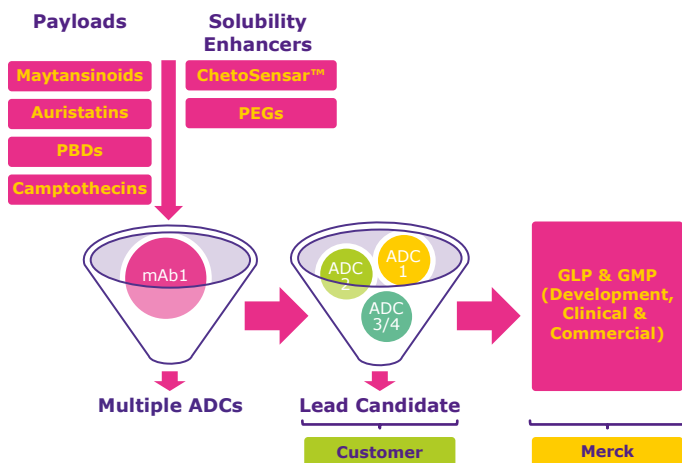 Payloads
Solubility
Enhancers
Maytansinoids
Auristatins
PBDs
Camptothecins
ChetoSensar™
PEGs
mAb1
ADC
2
ADC
1
ADC
3/4
GLP & GMP
(Development,
Clinical &
Commercial)
Multiple ADCs
Lead Candidate
Customer
Merck